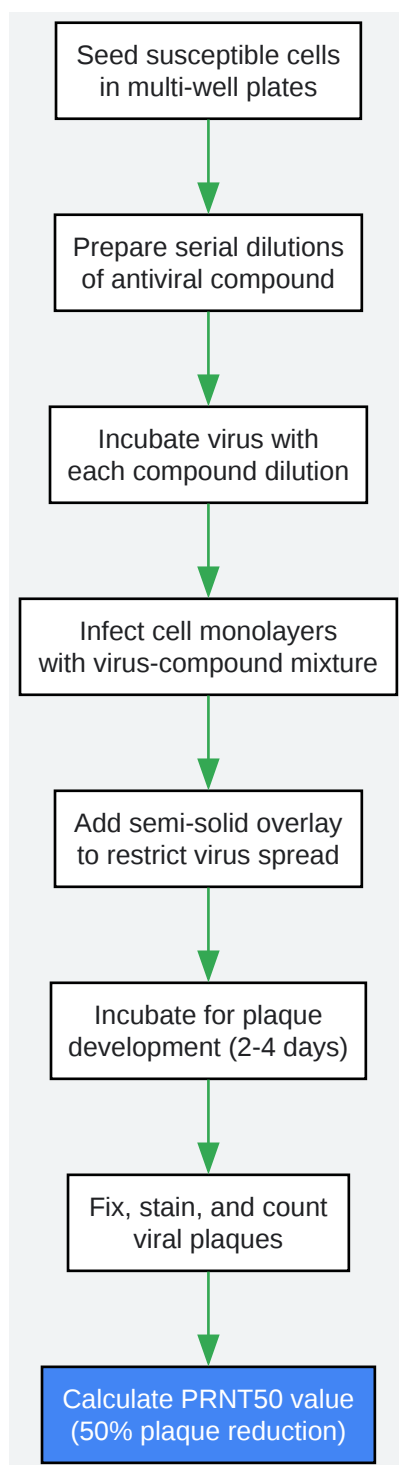 Seed susceptible cells
in multi-well plates
Prepare serial dilutions
of antiviral compound
Incubate virus with
each compound dilution
Infect cell monolayers
with virus-compound mixture
Add semi-solid overlay
to restrict virus spread
Incubate for plaque
development (2-4 days)
Fix, stain, and count
viral plaques
Calculate PRNT50 value
(50% plaque reduction)